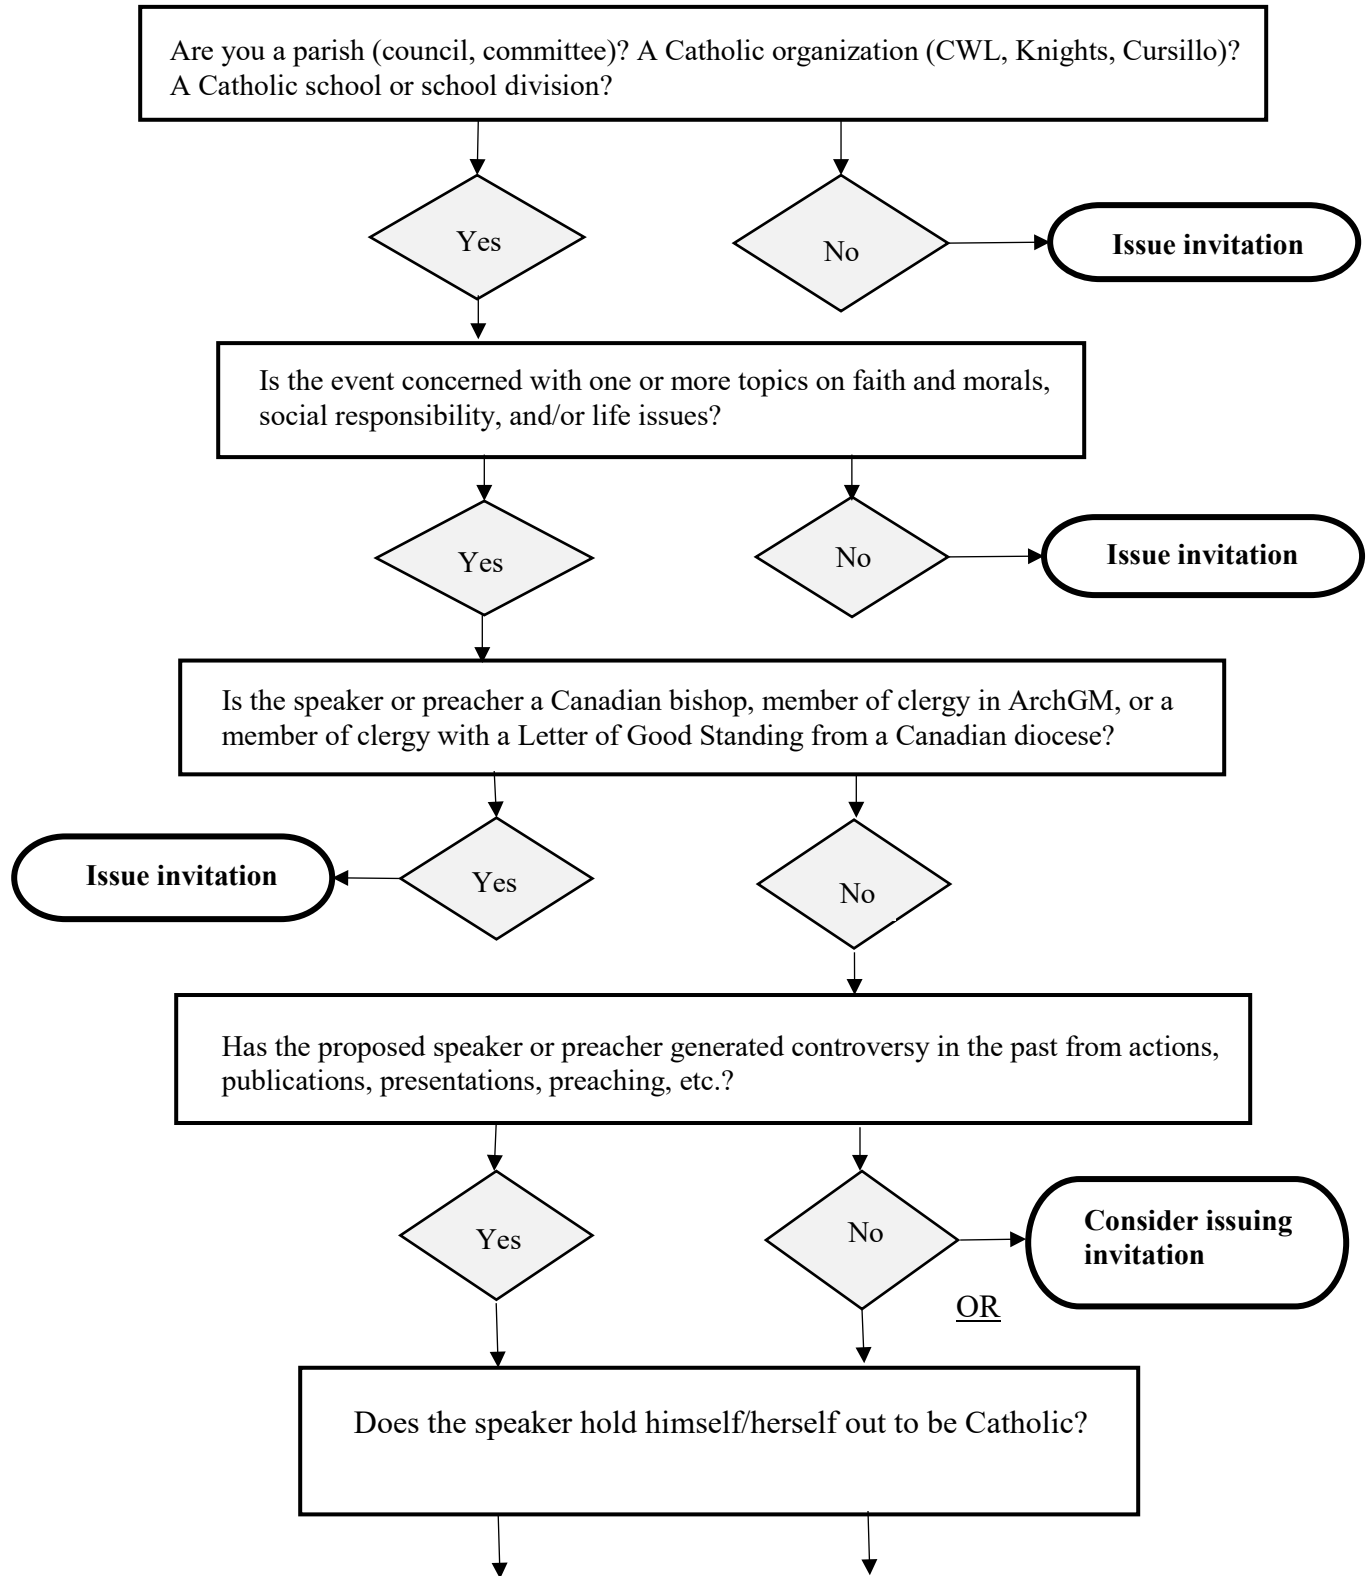 Are you a parish (council, committee)? A Catholic organization (CWL, Knights, Cursillo)?
A Catholic school or school division?
Yes
No
Issue invitation
Is the event concerned with one or more topics on faith and morals,
social responsibility, and/or life issues?
Yes
No
Issue invitation
Is the speaker or preacher a Canadian bishop, member of clergy in ArchGM, or a
member of clergy with a Letter of Good Standing from a Canadian diocese?
Issue invitation
Yes
No
Has the proposed speaker or preacher generated controversy in the past from actions,
publications, presentations, preaching, etc.?
Yes
No
Consider issuing
invitation
OR
Does the speaker hold himself/herself out to be Catholic?